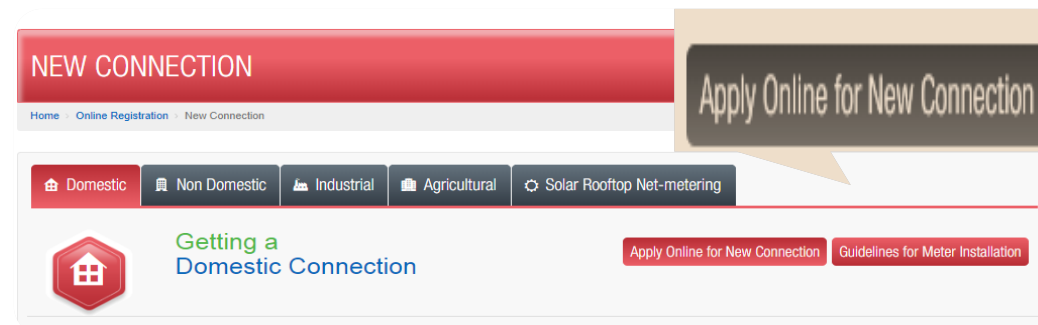 NEW CONNECTION
Apply Online for New Connection
Home > Online Registration > New Connection
Domestic Non Domestic Industrial Agricultural Solar Rooftop Net-metering
Getting a
Domestic Connection
Apply Online for New Connection Guidelines for Meter Installation